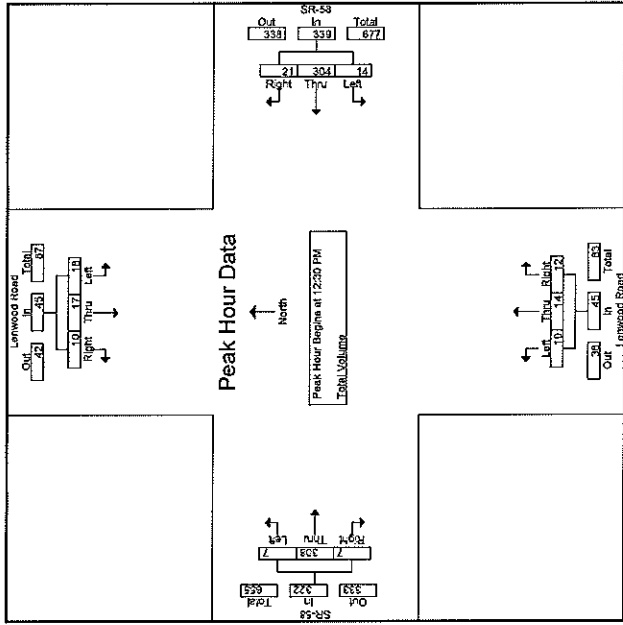 Lenwood Road
Out In Total
42 45 87
10 17 18
Right Thru Left
SR-58
Out In Total
338 339 677
21 304 14
Right Thru Left
Peak Hour Data
North
Peak Hour Begins at 12:30 PM
Total Volume
Left Thru Right
7 308 7
Total In Out
655 322 333
SR-58
Left Thru Right
19 14 12
38 45 83
Out In Total
Lenwood Road